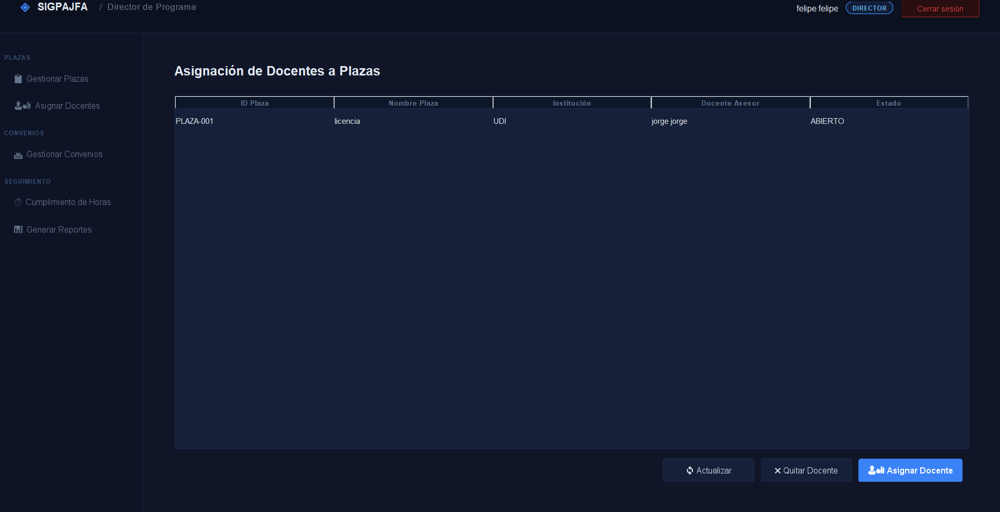 SIGPAJFA / Director de Programa
felipe felipe DIRECTOR Cerrar sesión
PLAZAS
Gestionar Plazas
Asignar Docentes
CONVENIOS
Gestionar Convenios
SEGUIMIENTO
Cumplimiento de Horas
Generar Reportes
Asignación de Docentes a Plazas
ID Plaza Nombre Plaza Institución Docente Asesor Estado
PLAZA-001 licencia UDI jorge jorge ABIERTO
Actualizar Quitar Docente Asignar Docente